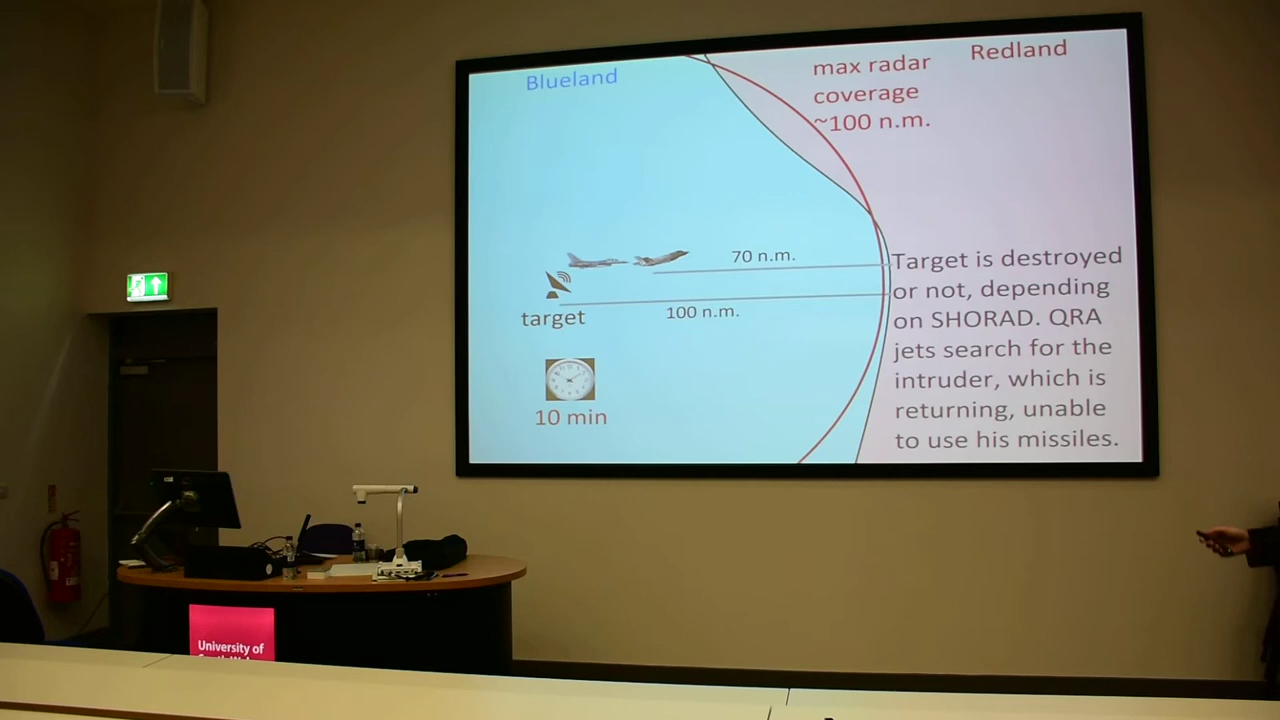 Blueland
max radar
coverage
~100 n.m.
Redland
70 n.m.
100 n.m.
target
10 min
Target is destroyed
or not, depending
on SHORAD. QRA
jets search for the
intruder, which is
returning, unable
to use his missiles.
University of